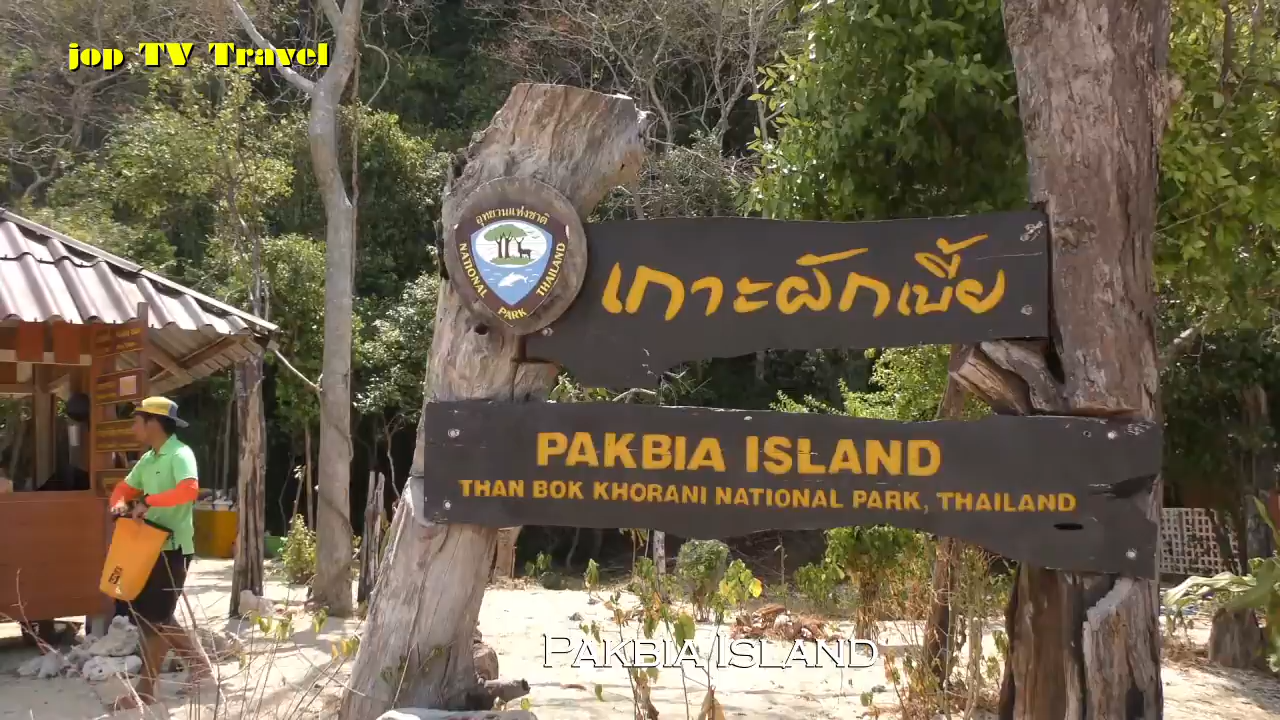 jop TV Travel
อุทยานแห่งชาติ
NATIONAL PARK THAILAND
เกาะผักเบี้ย
PAKBIA ISLAND
THAN BOK KHORANI NATIONAL PARK, THAILAND
PAKBIA ISLAND